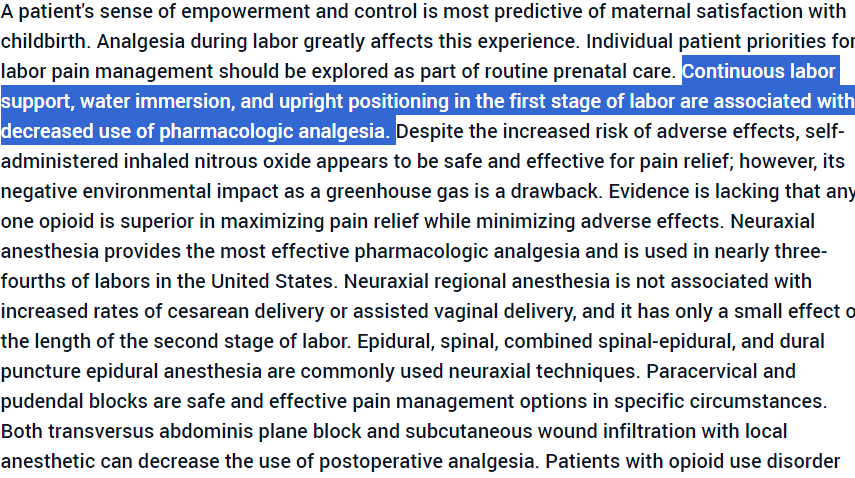 A patient's sense of empowerment and control is most predictive of maternal satisfaction with
childbirth. Analgesia during labor greatly affects this experience. Individual patient priorities for
labor pain management should be explored as part of routine prenatal care. Continuous labor
support, water immersion, and upright positioning in the first stage of labor are associated with
decreased use of pharmacologic analgesia. Despite the increased risk of adverse effects, self-
administered inhaled nitrous oxide appears to be safe and effective for pain relief; however, its
negative environmental impact as a greenhouse gas is a drawback. Evidence is lacking that any
one opioid is superior in maximizing pain relief while minimizing adverse effects. Neuraxial
anesthesia provides the most effective pharmacologic analgesia and is used in nearly three-
fourths of labors in the United States. Neuraxial regional anesthesia is not associated with
increased rates of cesarean delivery or assisted vaginal delivery, and it has only a small effect o
the length of the second stage of labor. Epidural, spinal, combined spinal-epidural, and dural
puncture epidural anesthesia are commonly used neuraxial techniques. Paracervical and
pudendal blocks are safe and effective pain management options in specific circumstances.
Both transversus abdominis plane block and subcutaneous wound infiltration with local
anesthetic can decrease the use of postoperative analgesia. Patients with opioid use disorder